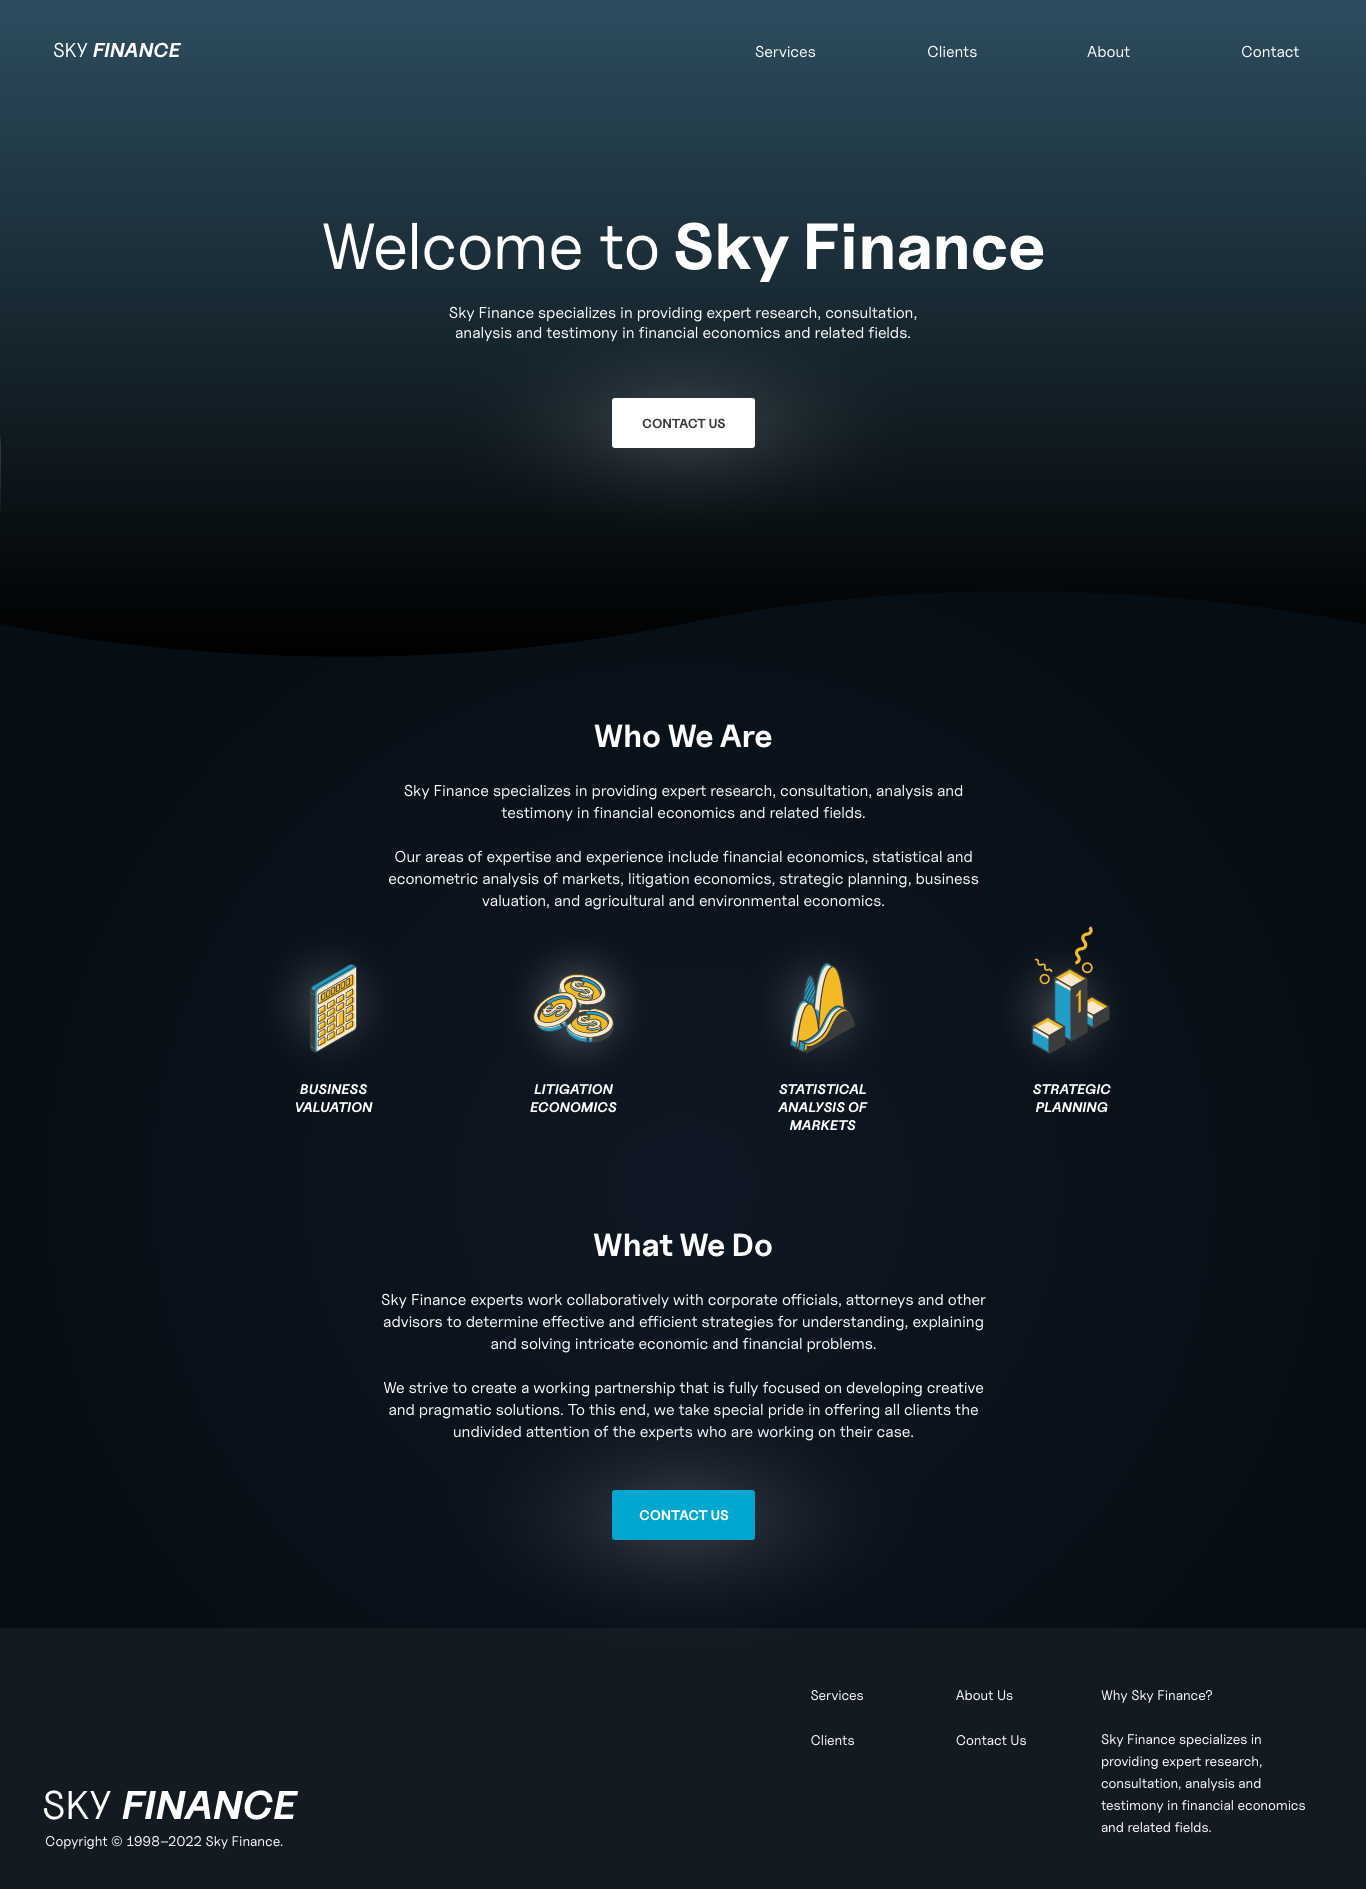 SKY FINANCE
Services
Clients
About
Contact
Welcome to Sky Finance
Sky Finance specializes in providing expert research, consultation,
analysis and testimony in financial economics and related fields.
CONTACT US
Who We Are
Sky Finance specializes in providing expert research, consultation, analysis and
testimony in financial economics and related fields.
Our areas of expertise and experience include financial economics, statistical and
econometric analysis of markets, litigation economics, strategic planning, business
valuation, and agricultural and environmental economics.
1
BUSINESS
VALUATION
LITIGATION
ECONOMICS
STATISTICAL
ANALYSIS OF
MARKETS
STRATEGIC
PLANNING
What We Do
Sky Finance experts work collaboratively with corporate officials, attorneys and other
advisors to determine effective and efficient strategies for understanding, explaining
and solving intricate economic and financial problems.
We strive to create a working partnership that is fully focused on developing creative
and pragmatic solutions. To this end, we take special pride in offering all clients the
undivided attention of the experts who are working on their case.
CONTACT US
Services
Clients
About Us
Contact Us
Why Sky Finance?
Sky Finance specializes in
providing expert research,
consultation, analysis and
testimony in financial economics
and related fields.
SKY FINANCE
Copyright © 1998–2022 Sky Finance.